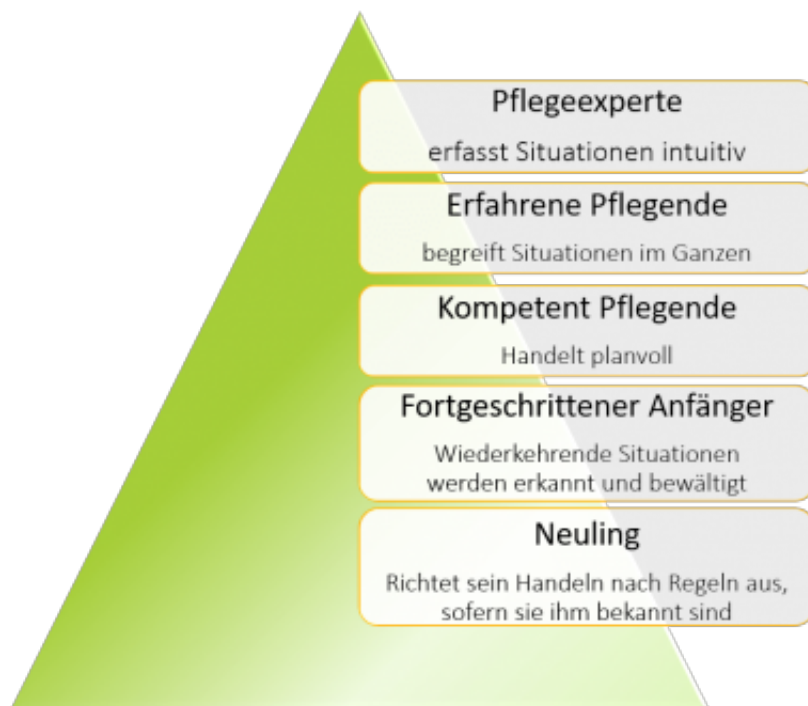 Pflegeexperte
erfasst Situationen intuitiv
Erfahrene Pflegende
begreift Situationen im Ganzen
Kompetent Pflegende
Handelt planvoll
Fortgeschrittener Anfänger
Wiederkehrende Situationen
werden erkannt und bewältigt
Neuling
Richtet sein Handeln nach Regeln aus,
sofern sie ihm bekannt sind